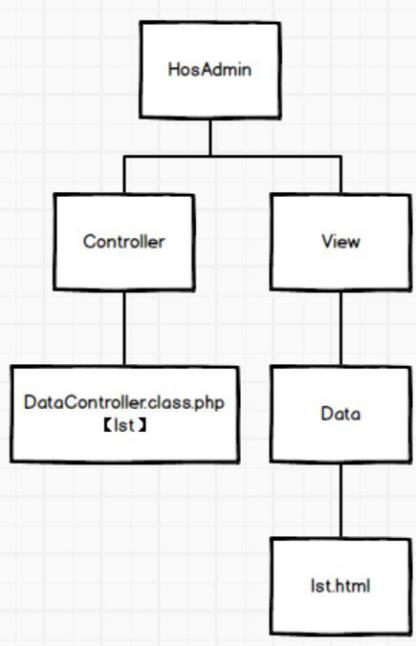 HosAdmin
Controller
View
DataController.class.php
【lst】
Data
lst.html